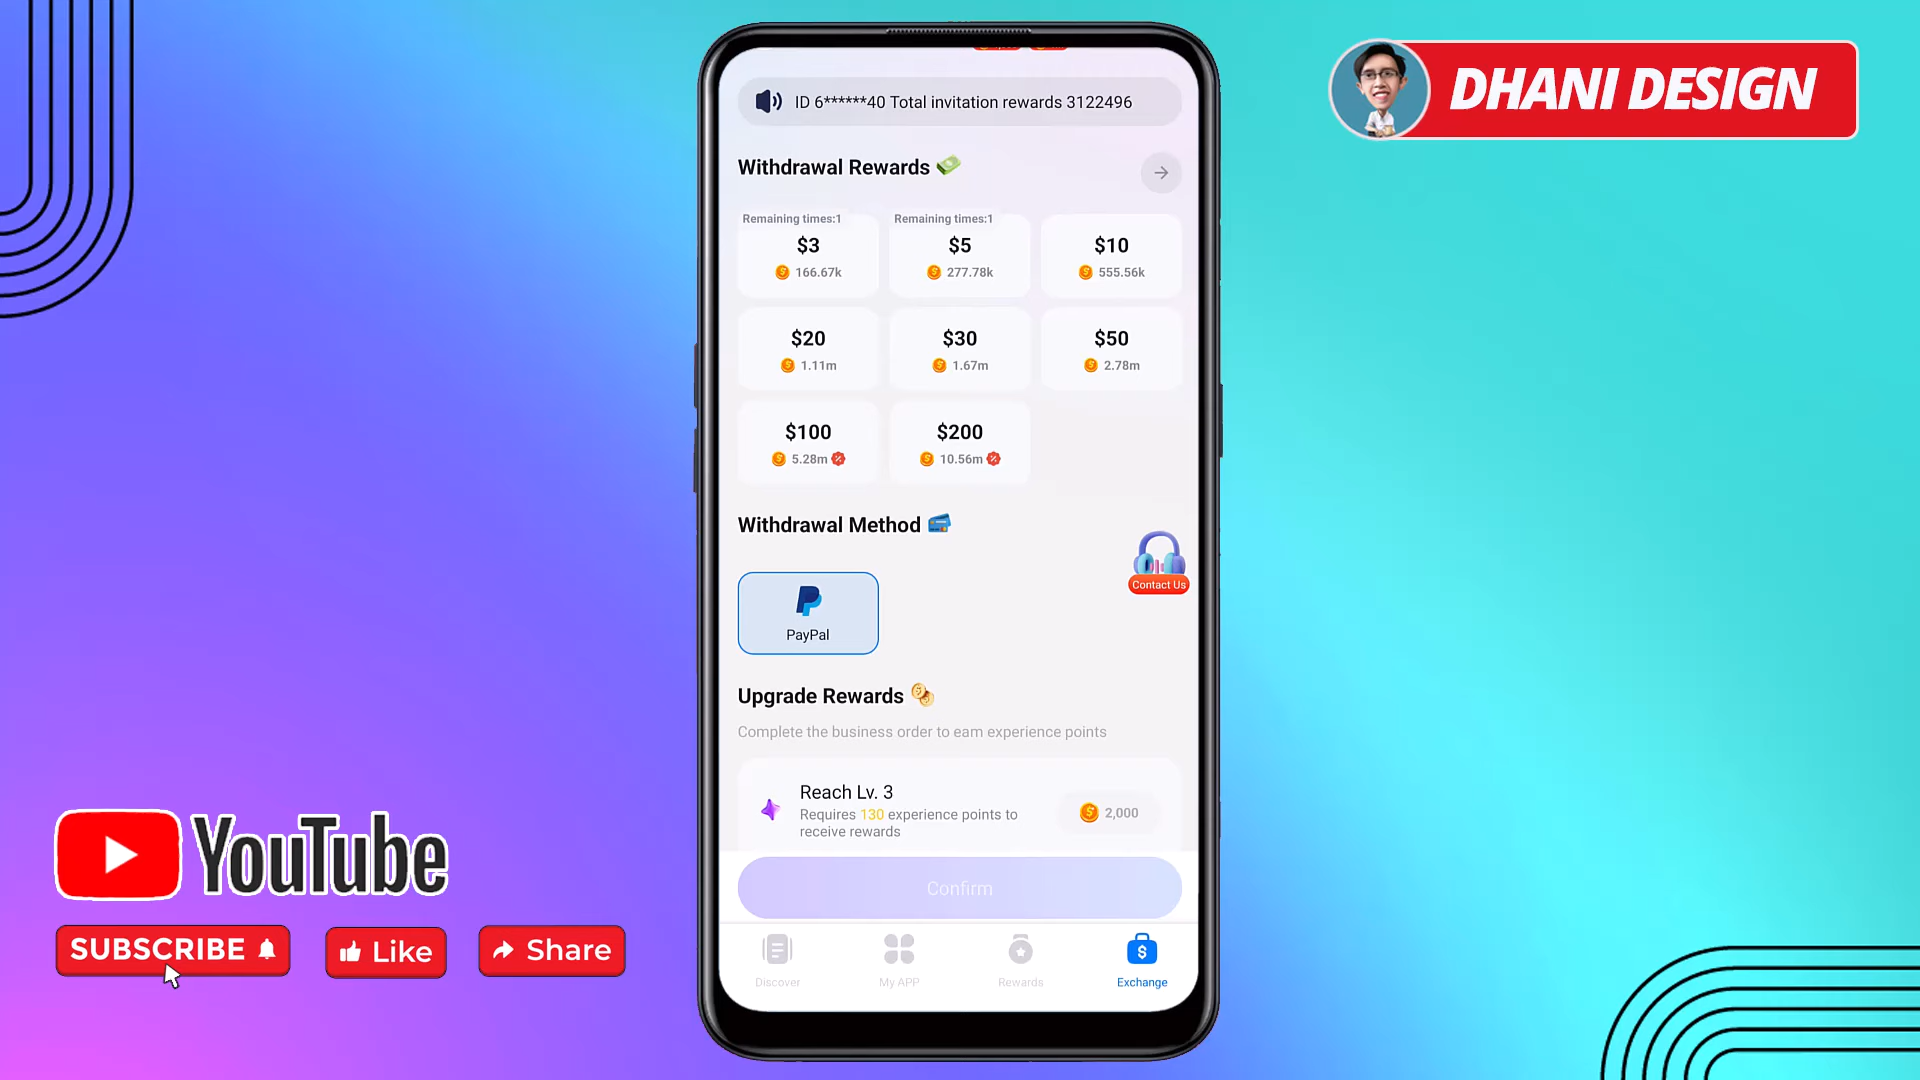 DHANI DESIGN
ID 6******40 Total invitation rewards 3122496
Withdrawal Rewards
Remaining times:1
$3
166.67k
Remaining times:1
$5
277.78k
$10
555.56k
$20
1.11m
$30
1.67m
$50
2.78m
$100
5.28m
$200
10.56m
Withdrawal Method
Contact Us
PayPal
Upgrade Rewards
Complete the business order to eam experience points
Reach Lv. 3
Requires 130 experience points to
receive rewards
2,000
Confirm
Discover
My APP
Rewards
Exchange
YouTube
SUBSCRIBE
Like
Share